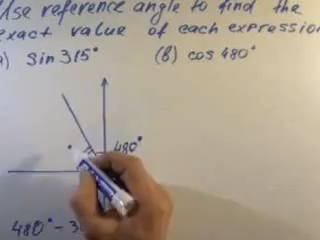 Use reference angle to find the
exact value of each expression
a) sin 315°
(b) cos 480°
480°
480° - 3